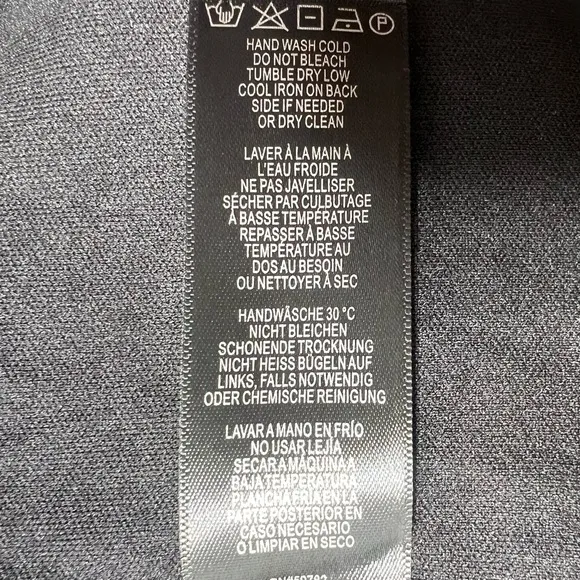 P
HAND WASH COLD
DO NOT BLEACH
TUMBLE DRY LOW
COOL IRON ON BACK
SIDE IF NEEDED
OR DRY CLEAN
LAVER À LA MAIN À
L'EAU FROIDE
NE PAS JAVELLISER
SÉCHER PAR CULBUTAGE
À BASSE TEMPÉRATURE
REPASSER À BASSE
TEMPÉRATURE AU
DOS AU BESOIN
OU NETTOYER À SEC
HANDWÄSCHE 30 °C
NICHT BLEICHEN
SCHONENDE TROCKNUNG
NICHT HEISS BÜGELN AUF
LINKS, FALLS NOTWENDIG
ODER CHEMISCHE REINIGUNG
LAVAR A MANO EN FRÍO
NO USAR LEJÍA
SECAR A MÁQUINA A
BAJA TEMPERATURA
PLANCHA FRIA EN LA
PARTE POSTERIOR EN
CASO NECESARIO
O LIMPIAR EN SECO